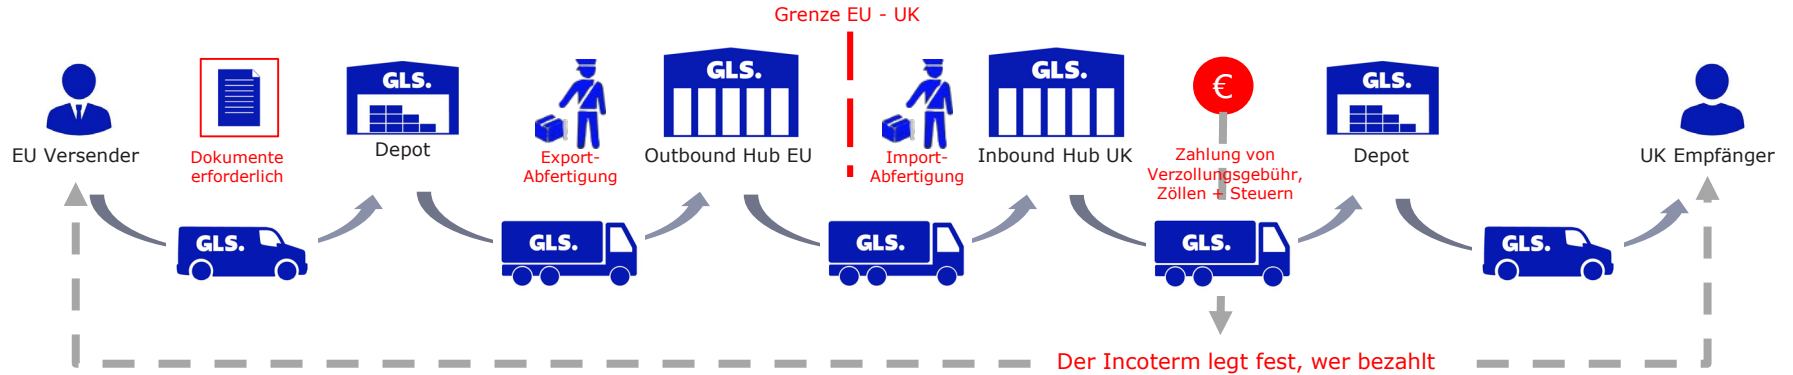 Grenze EU - UK
GLS.
GLS.
GLS.
GLS.
€
EU Versender
Dokumente
erforderlich
Depot
Export-
Abfertigung
Outbound Hub EU
Import-
Abfertigung
Inbound Hub UK
Zahlung von
Verzollungsgebühr,
Zöllen + Steuern
Depot
UK Empfänger
GLS.
GLS.
GLS.
GLS.
GLS.
Der Incoterm legt fest, wer bezahlt